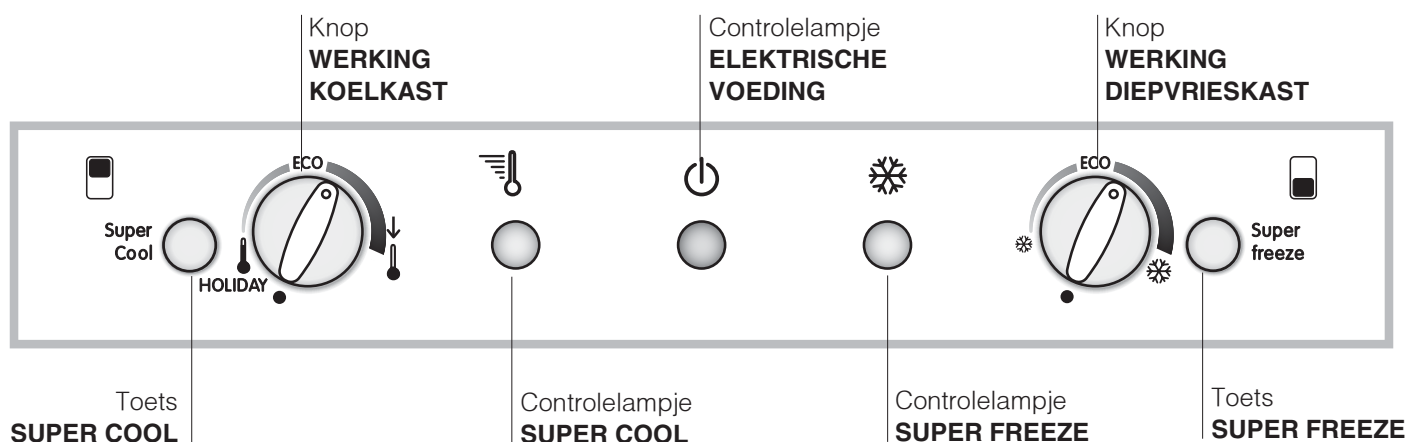 Knop
WERKING
KOELKAST
Controlelampje
ELEKTRISCHE
VOEDING
Knop
WERKING
DIEPVRIESKAST
ECO
Super
Cool
HOLIDAY
ECO
Super
freeze
Toets
SUPER COOL
Controlelampje
SUPER COOL
Controlelampje
SUPER FREEZE
Toets
SUPER FREEZE